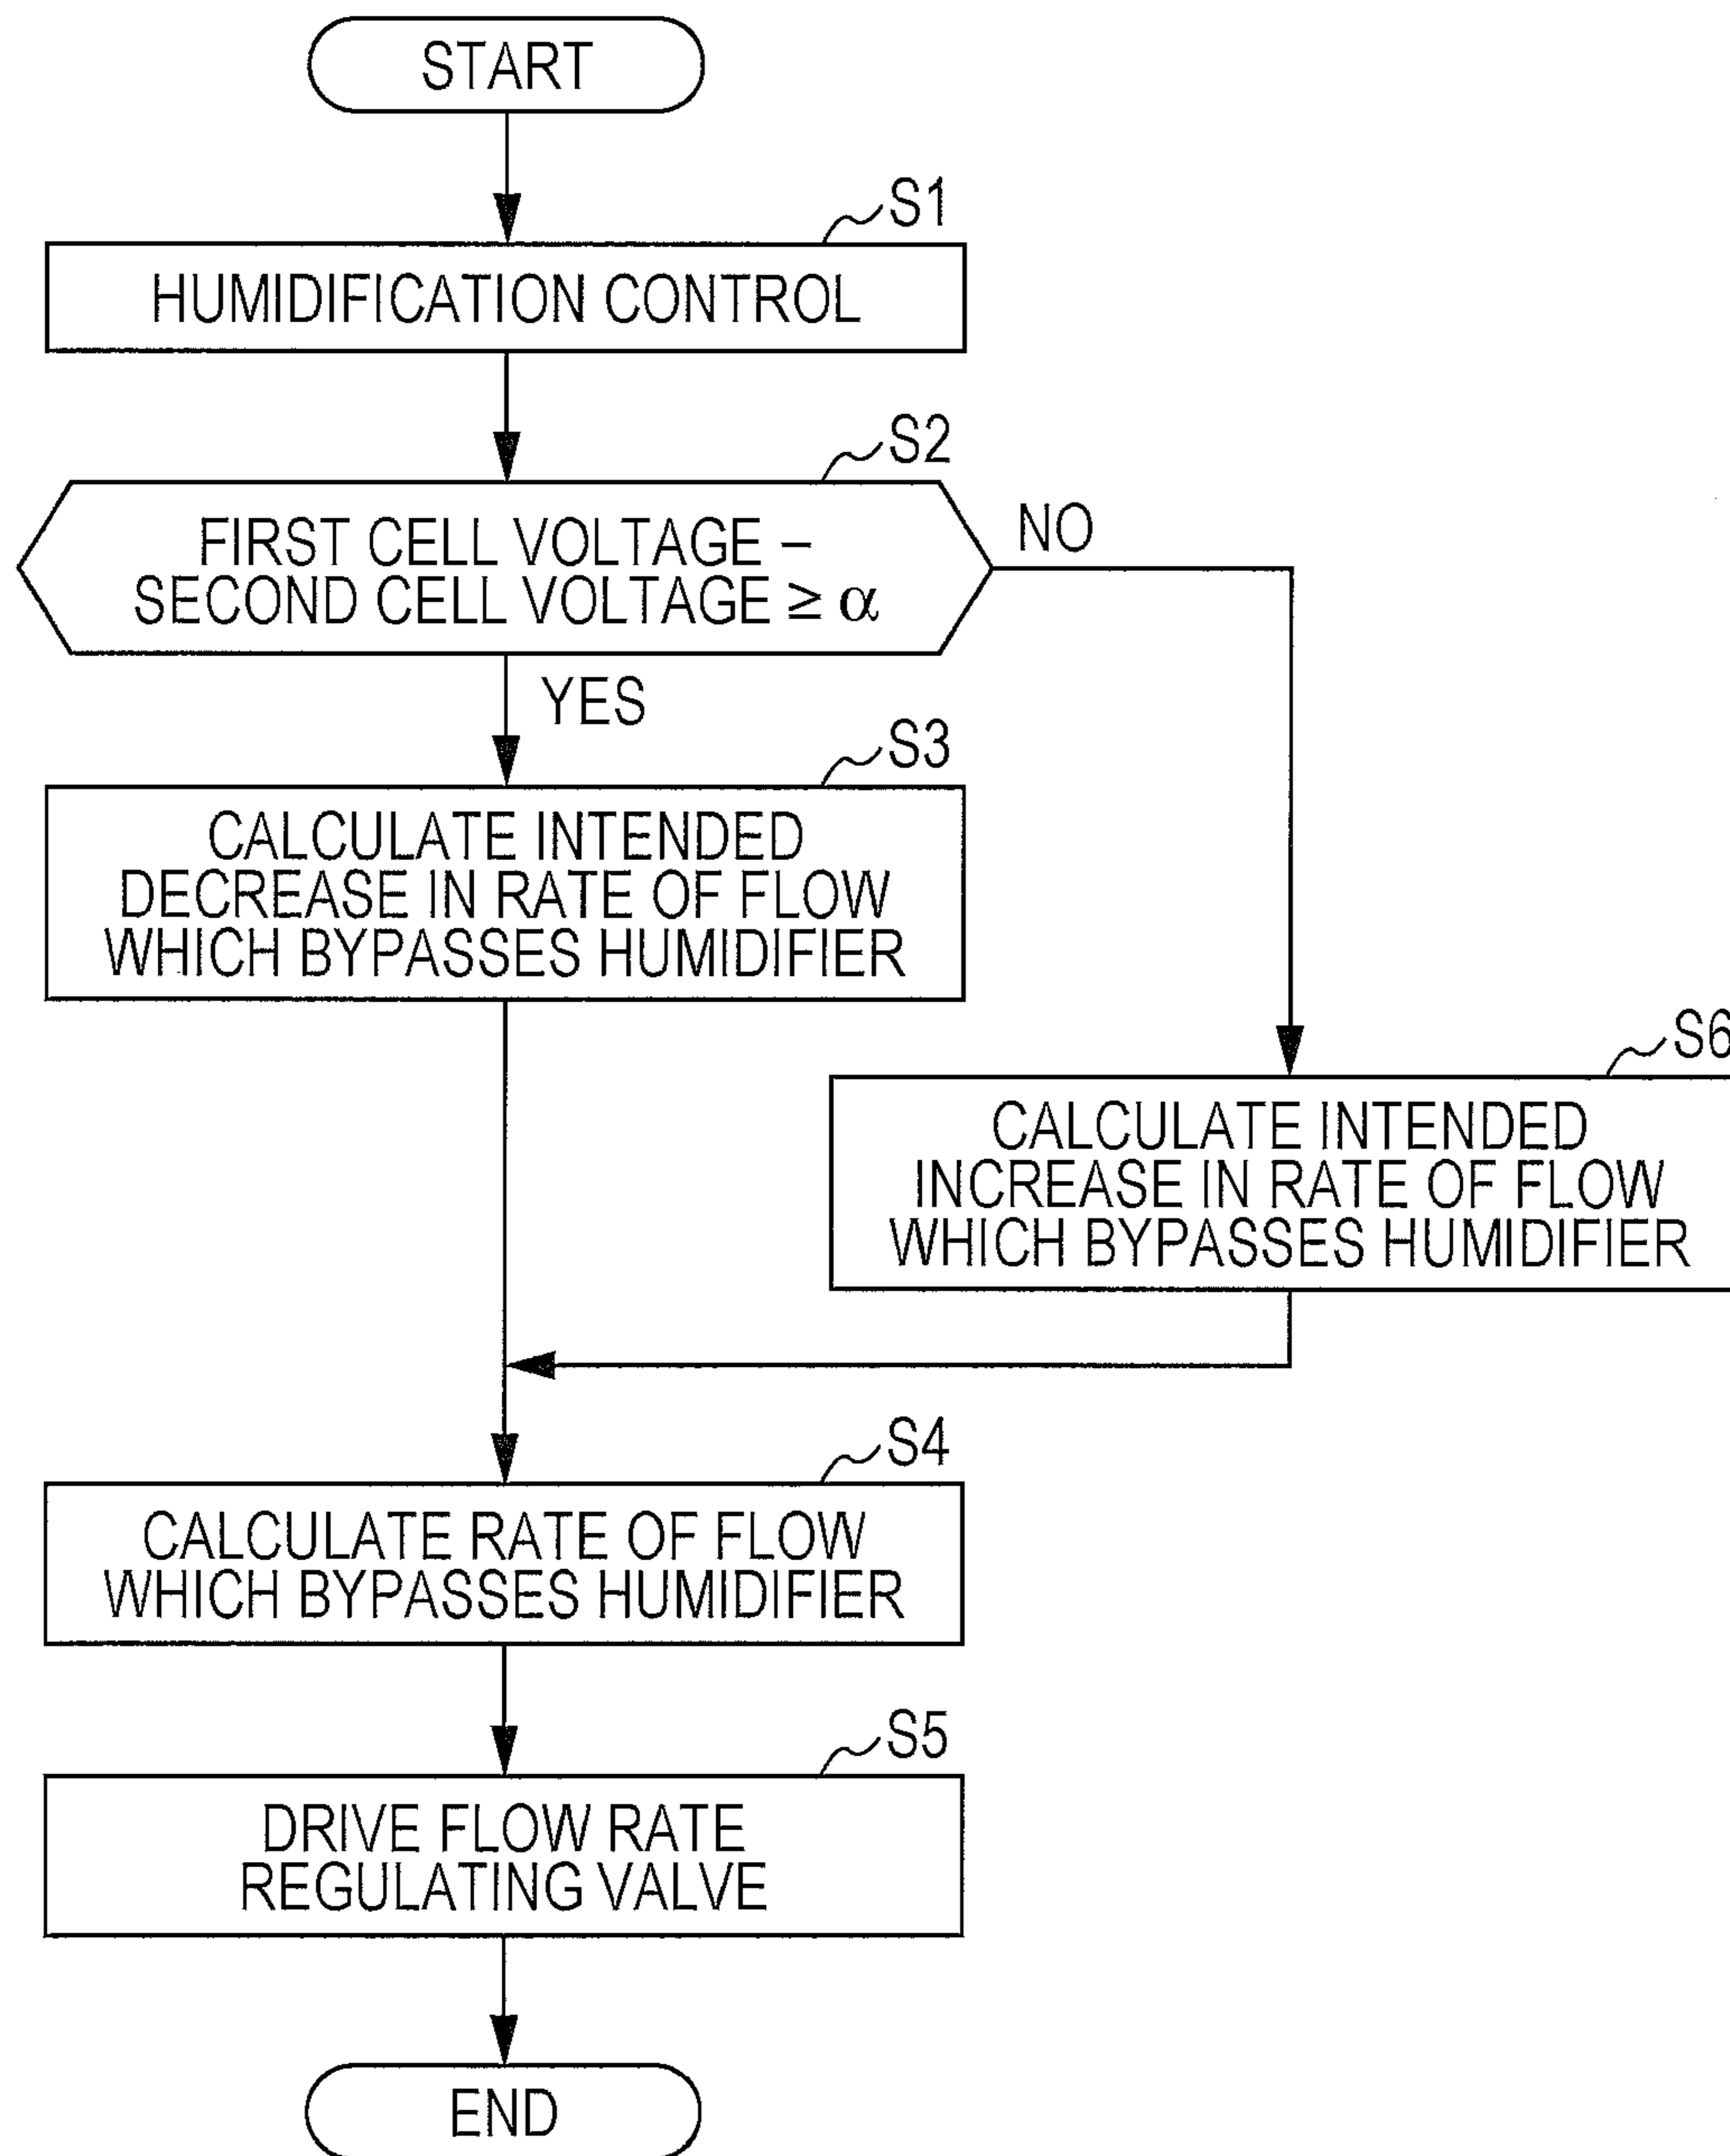 START
S1
HUMIDIFICATION CONTROL
S2
FIRST CELL VOLTAGE –
SECOND CELL VOLTAGE ≥ α
NO
YES
S3
CALCULATE INTENDED
DECREASE IN RATE OF FLOW
WHICH BYPASSES HUMIDIFIER
S6
CALCULATE INTENDED
INCREASE IN RATE OF FLOW
WHICH BYPASSES HUMIDIFIER
S4
CALCULATE RATE OF FLOW
WHICH BYPASSES HUMIDIFIER
S5
DRIVE FLOW RATE
REGULATING VALVE
END